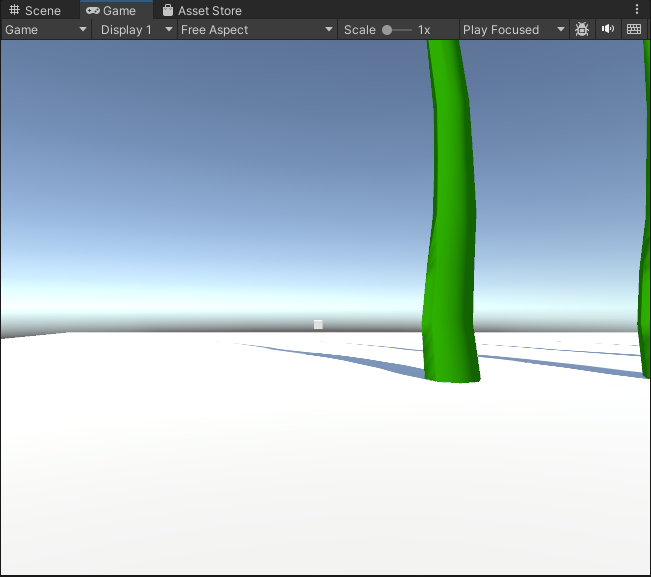 Scene Game Asset Store
Game Display 1 Free Aspect Scale 1x Play Focused